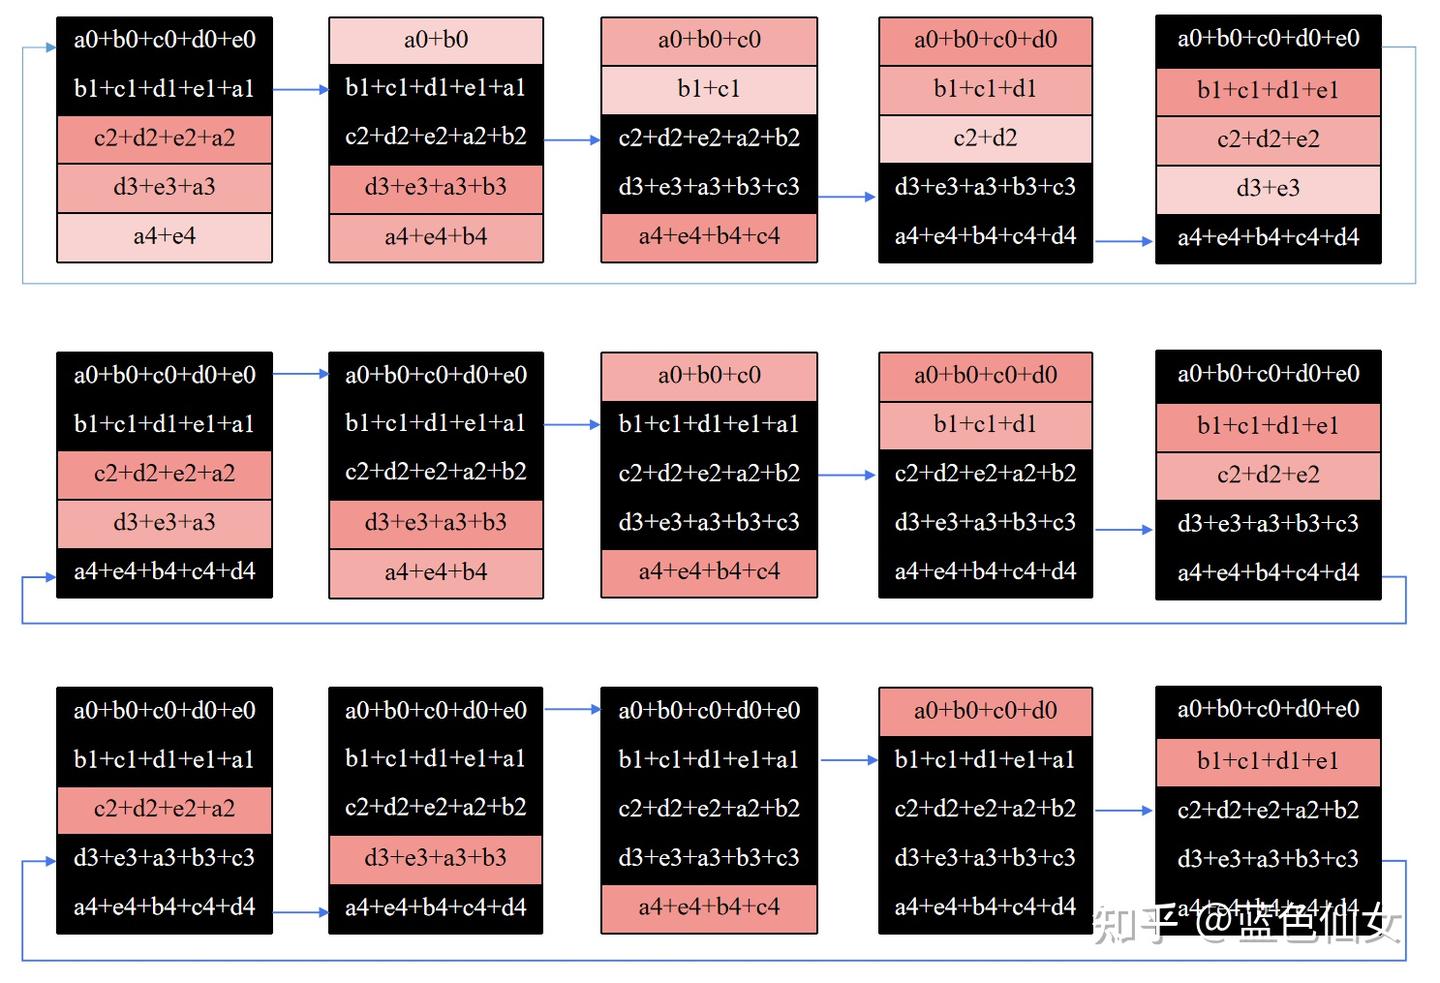 a0+b0+c0+d0+e0 a0+b0 a0+b0+c0 a0+b0+c0+d0 a0+b0+c0+d0+e0
b1+c1+d1+e1+a1 b1+c1+d1+e1+a1 b1+c1 b1+c1+d1 b1+c1+d1+e1
c2+d2+e2+a2 c2+d2+e2+a2+b2 c2+d2+e2+a2+b2 c2+d2 c2+d2+e2
d3+e3+a3 d3+e3+a3+b3 d3+e3+a3+b3+c3 d3+e3+a3+b3+c3 d3+e3
a4+e4 a4+e4+b4 a4+e4+b4+c4 a4+e4+b4+c4+d4 a4+e4+b4+c4+d4
a0+b0+c0+d0+e0 a0+b0+c0+d0+e0 a0+b0+c0 a0+b0+c0+d0 a0+b0+c0+d0+e0
b1+c1+d1+e1+a1 b1+c1+d1+e1+a1 b1+c1+d1+e1+a1 b1+c1+d1 b1+c1+d1+e1
c2+d2+e2+a2 c2+d2+e2+a2+b2 c2+d2+e2+a2+b2 c2+d2+e2+a2+b2 c2+d2+e2
d3+e3+a3 d3+e3+a3+b3 d3+e3+a3+b3+c3 d3+e3+a3+b3+c3 d3+e3+a3+b3+c3
a4+e4+b4+c4+d4 a4+e4+b4 a4+e4+b4+c4 a4+e4+b4+c4+d4 a4+e4+b4+c4+d4
a0+b0+c0+d0+e0 a0+b0+c0+d0+e0 a0+b0+c0+d0+e0 a0+b0+c0+d0 a0+b0+c0+d0+e0
b1+c1+d1+e1+a1 b1+c1+d1+e1+a1 b1+c1+d1+e1+a1 b1+c1+d1+e1+a1 b1+c1+d1+e1
c2+d2+e2+a2 c2+d2+e2+a2+b2 c2+d2+e2+a2+b2 c2+d2+e2+a2+b2 c2+d2+e2+a2+b2
d3+e3+a3+b3+c3 d3+e3+a3+b3 d3+e3+a3+b3+c3 d3+e3+a3+b3+c3 d3+e3+a3+b3+c3
a4+e4+b4+c4+d4 a4+e4+b4+c4+d4 a4+e4+b4+c4 a4+e4+b4+c4+d4 a4+e4+b4+c4+d4
知乎 @蓝色仙女